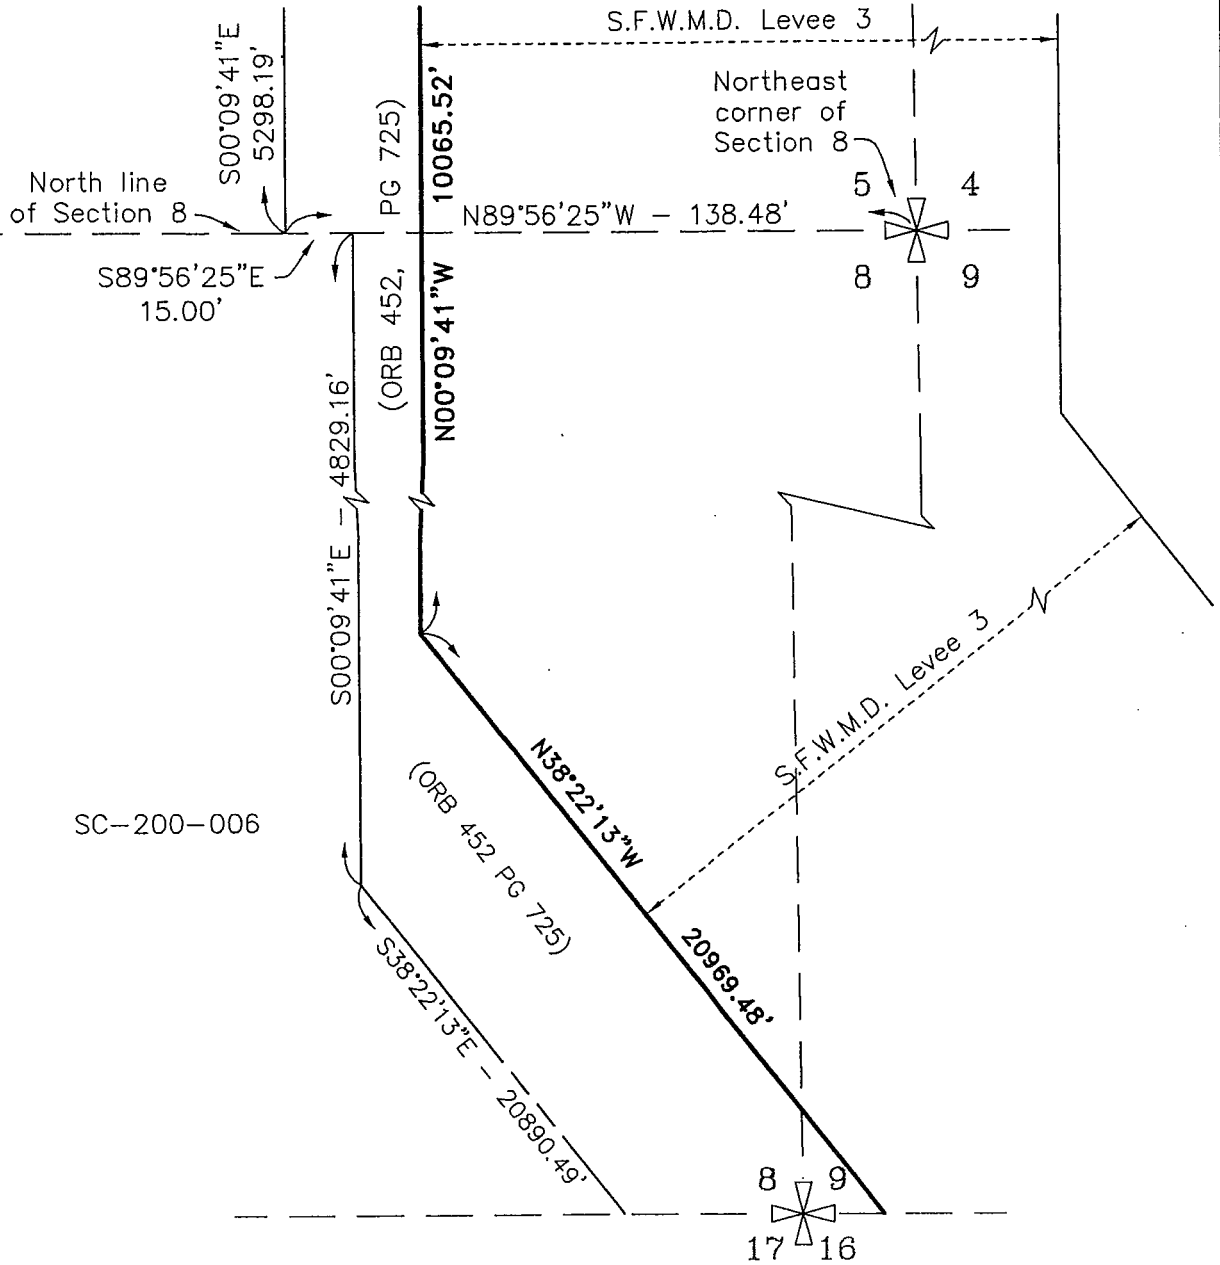 S.F.W.M.D. Levee 3
S00°09'41"E
5298.19'
10065.52'
PG 725)
Northeast
corner of
Section 8
North line
of Section 8
5 4
N89°56'25"W – 138.48'
8 9
S89°56'25"E
15.00'
(ORB 452,
N00°09'41"W
S00°09'41"E – 4829.16'
S.F.W.M.D. Levee 3
N38°22'13"W
(ORB 452 PG 725)
SC–200–006
20969.48'
S38°22'13"E – 20890.49'
8 9
17 16